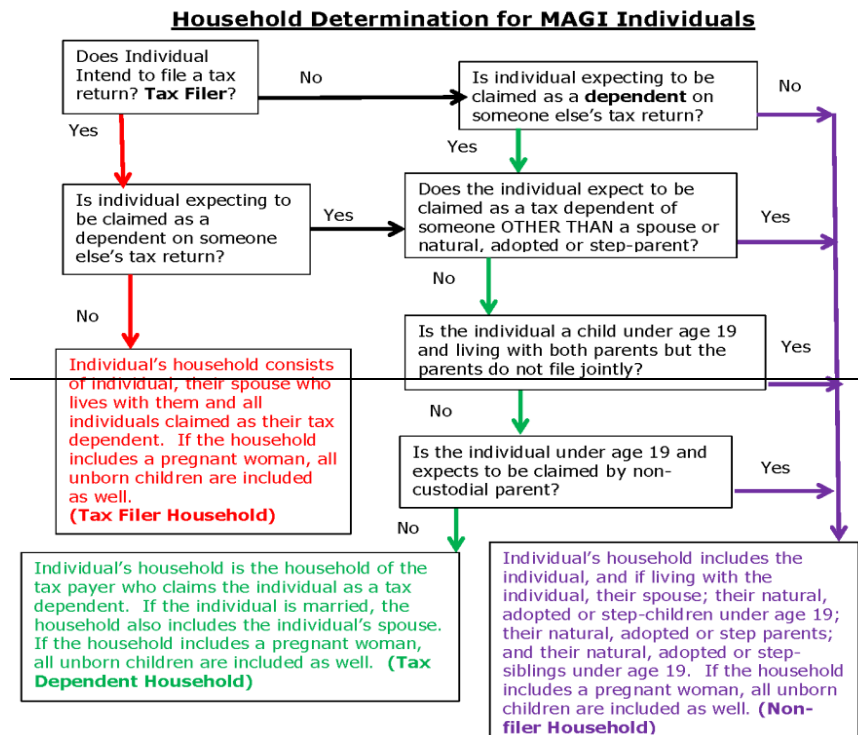 Household Determination for MAGI Individuals
Does Individual
Intend to file a tax
return? Tax Filer?
No
Is individual expecting to be
claimed as a dependent on
someone else's tax return?
No
Yes
Yes
Is individual expecting to
be claimed as a
dependent on someone
else's tax return?
Yes
Does the individual expect to be
claimed as a tax dependent of
someone OTHER THAN a spouse or
natural, adopted or step-parent?
Yes
No
No
Is the individual a child under age 19
and living with both parents but the
parents do not file jointly?
Yes
Individual's household consists
of individual, their spouse who
lives with them and all
individuals claimed as their tax
dependent. If the household
includes a pregnant woman, all
unborn children are included
as well.
(Tax Filer Household)
No
Is the individual under age 19 and
expects to be claimed by non-
custodial parent?
Yes
No
Individual's household is the household of the
tax payer who claims the individual as a tax
dependent. If the individual is married, the
household also includes the individual's spouse.
If the household includes a pregnant woman,
all unborn children are included as well. (Tax
Dependent Household)
Individual's household includes the
individual, and if living with the
individual, their spouse; their natural,
adopted or step-children under age 19;
their natural, adopted or step parents;
and their natural, adopted or step-
siblings under age 19. If the household
includes a pregnant woman, all unborn
children are included as well. (Non-
filer Household)